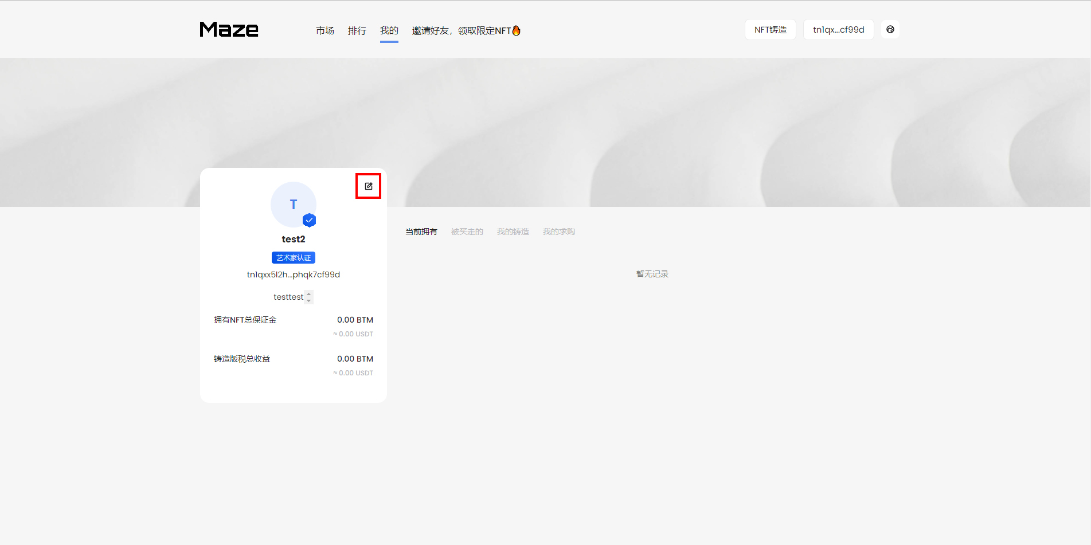 Maze
市场 排行 我的 邀请好友，领取限定NFT🔥
NFT铸造 tn1qx...cf99d
T
test2
艺术家认证
tn1qxx5l2h...phqk7cf99d
testtest
拥有NFT总保证金 0.00 BTM
≈ 0.00 USDT
铸造版税总收益 0.00 BTM
≈ 0.00 USDT
当前拥有 被买走的 我的铸造 我的求购
暂无记录